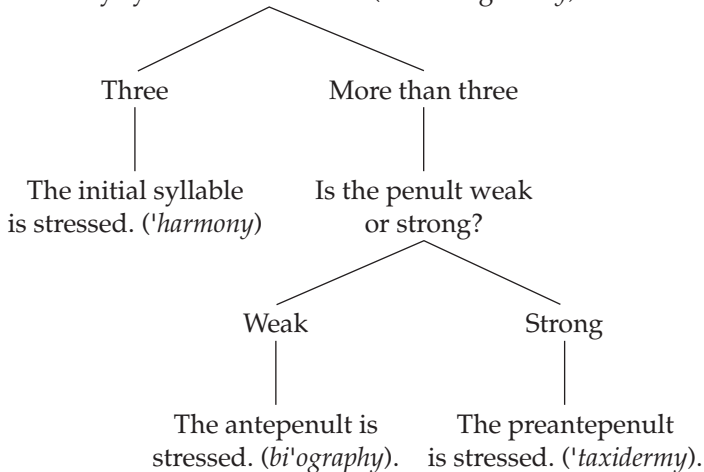 Three
More than three
The initial syllable
is stressed. ('harmony)
Is the penult weak
or strong?
Weak
Strong
The antepenult is
stressed. (bi'ography).
The preantepenult
is stressed. ('taxidermy).